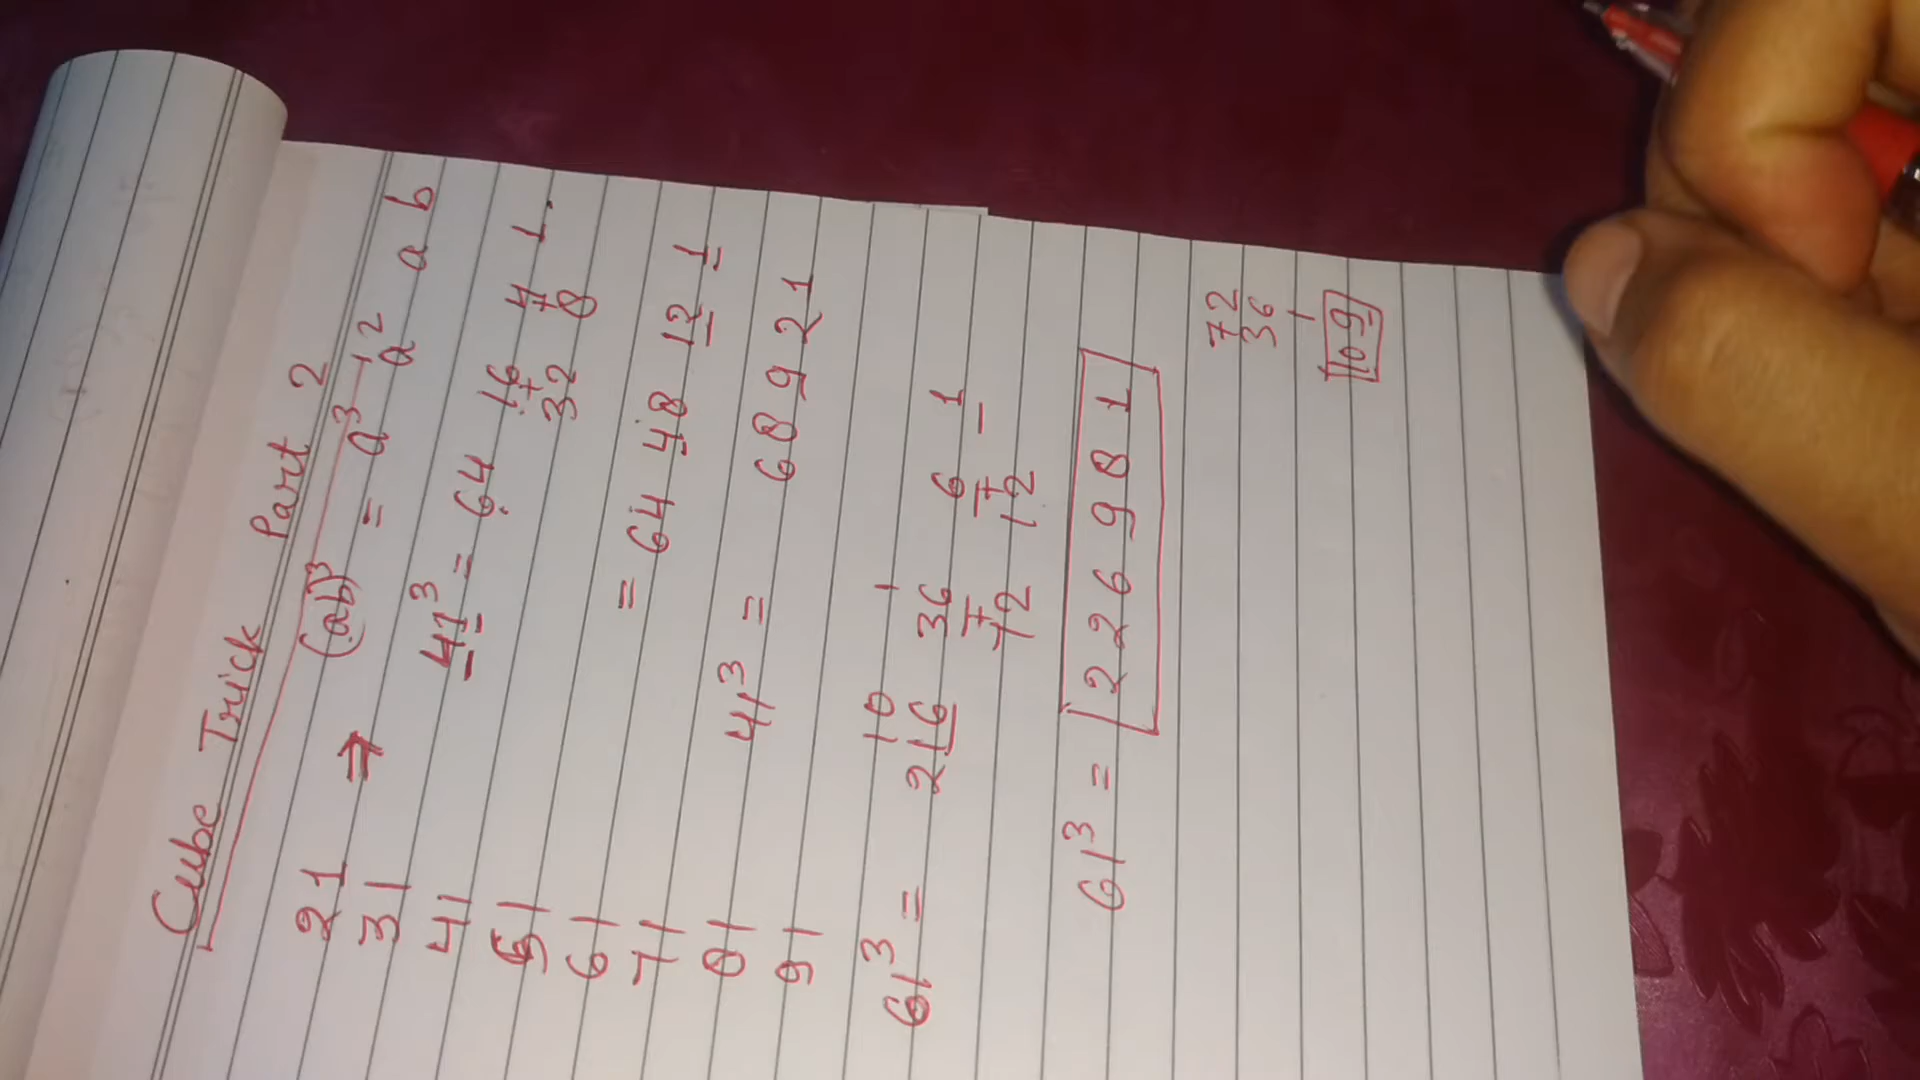 Cube Trick Part 2
21 ⇒ (ab)³ = a³ a² a b
31
41³ = 64 16 4 1
+ +
32 8
41
51
= 64 48 12 1
61
71
41³ = 68921
81
91
10 1
61³ = 216 36 6 1
+ +
72 12
61³ = 226981
72
36
1
109